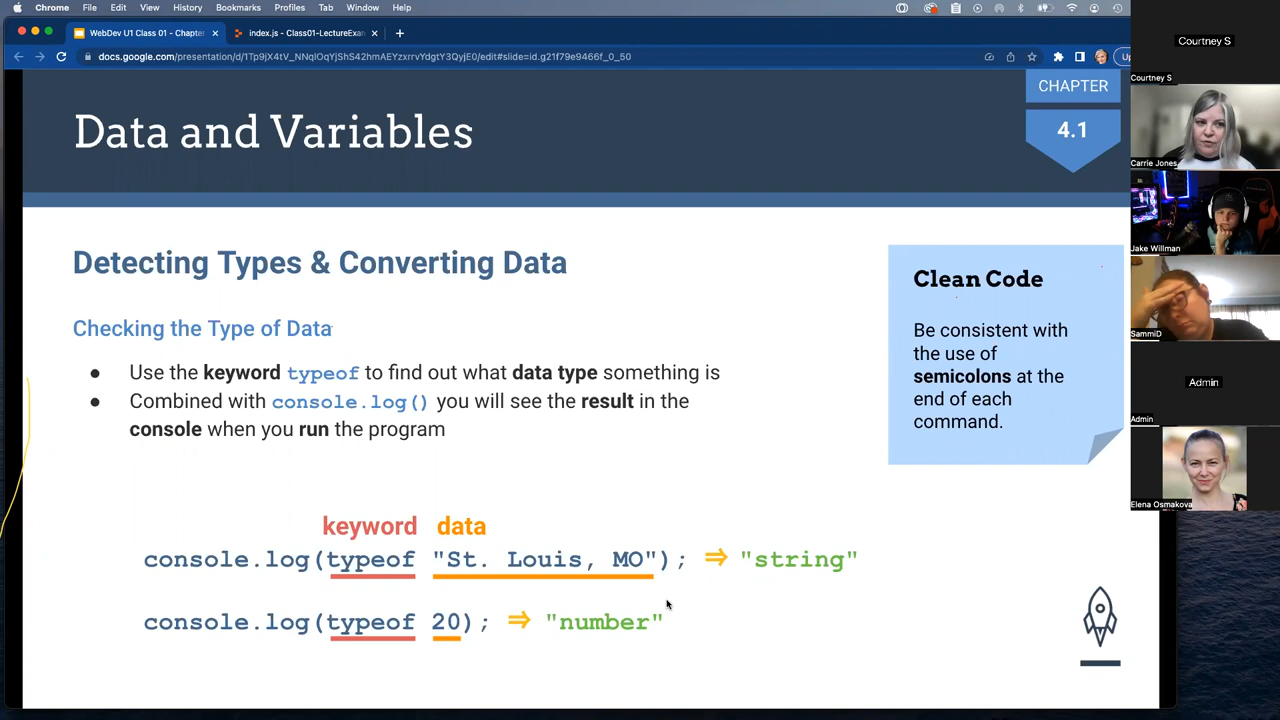 Chrome File Edit View History Bookmarks Profiles Tab Window Help
WebDev U1 Class 01 - Chapter
index.js - Class01-LectureExa
docs.google.com/presentation/d/1Tp9jX4tV_NNqIOqYjShS42hmAEYzxrrvYdgtY3QyjE0/edit#slide=id.g21f79e9466f_0_50
Data and Variables
CHAPTER
4.1
Detecting Types & Converting Data
Checking the Type of Data
● Use the keyword typeof to find out what data type something is
● Combined with console.log() you will see the result in the
console when you run the program
keyword data
console.log(typeof "St. Louis, MO"); ⇒ "string"
console.log(typeof 20); ⇒ "number"
Clean Code
Be consistent with
the use of
semicolons at the
end of each
command.
Courtney S
Courtney S
Carrie Jones
Jake Willman
SammiD
Admin
Admin
Elena Osmakova